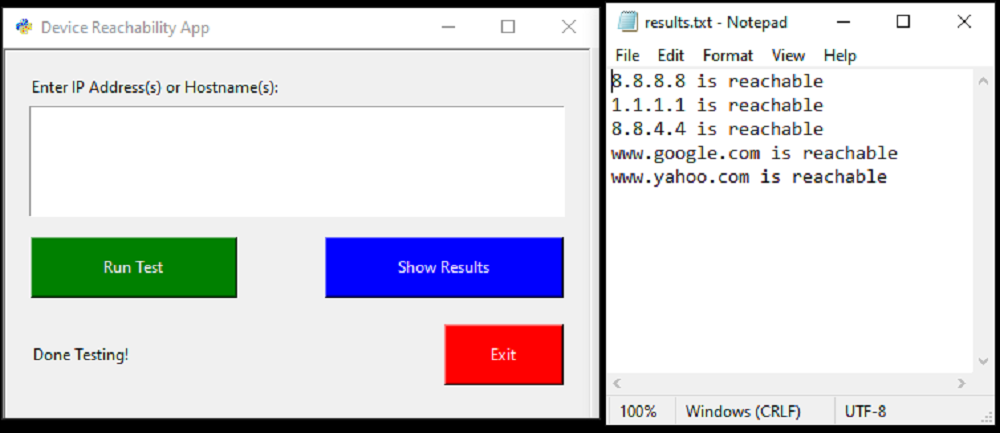 Device Reachability App
Enter IP Address(s) or Hostname(s):
Run Test
Show Results
Done Testing!
Exit
results.txt - Notepad
File Edit Format View Help
8.8.8.8 is reachable
1.1.1.1 is reachable
8.8.4.4 is reachable
www.google.com is reachable
www.yahoo.com is reachable
100% Windows (CRLF) UTF-8